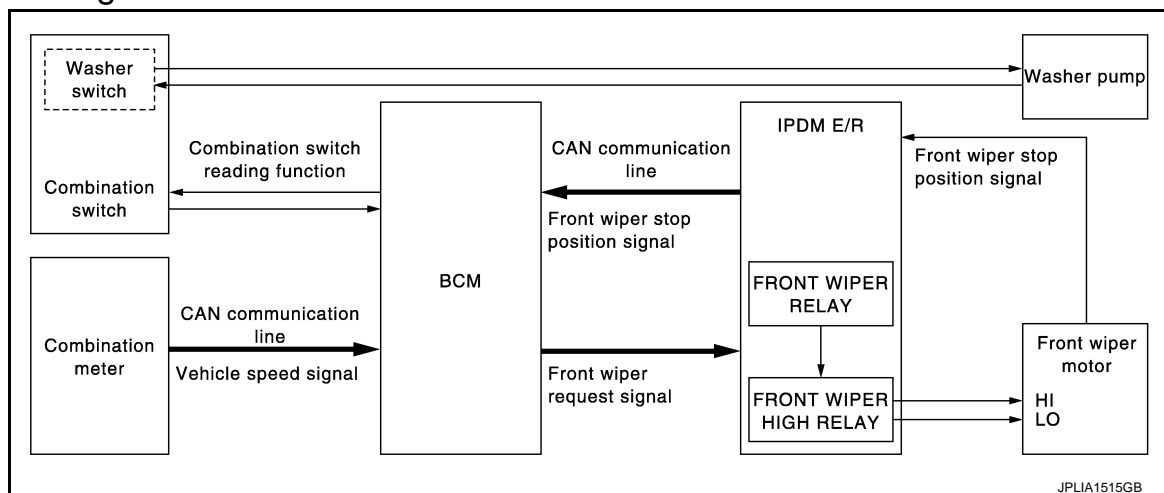 Washer
switch
Combination
switch
Combination switch
reading function
Washer pump
Combination
meter
CAN communication
line
Vehicle speed signal
BCM
CAN communication
line
Front wiper stop
position signal
Front wiper
request signal
IPDM E/R
FRONT WIPER
RELAY
FRONT WIPER
HIGH RELAY
Front wiper stop
position signal
Front wiper
motor
HI
LO
JPLIA1515GB